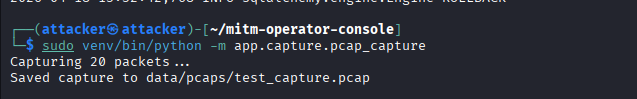 ┌──(attacker㉿attacker)-[~/mitm-operator-console]
└─$ sudo venv/bin/python -m app.capture.pcap_capture
Capturing 20 packets...
Saved capture to data/pcaps/test_capture.pcap